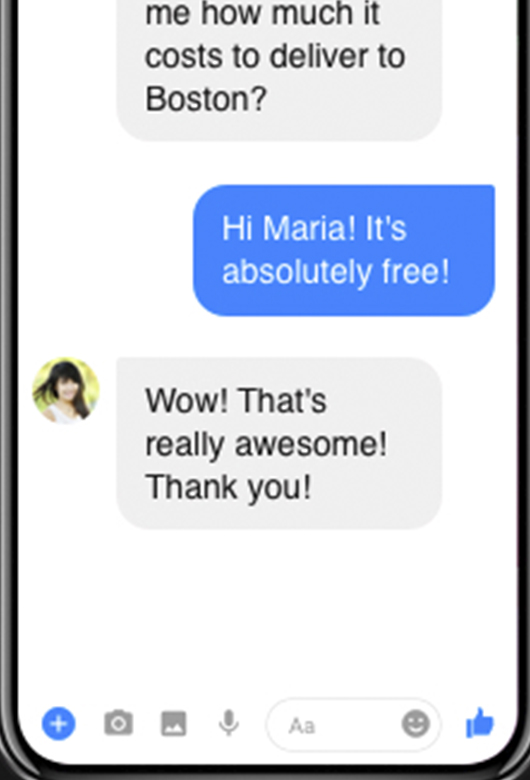 me how much it
costs to deliver to
Boston?
Hi Maria! It's
absolutely free!
Wow! That's
really awesome!
Thank you!
Aa